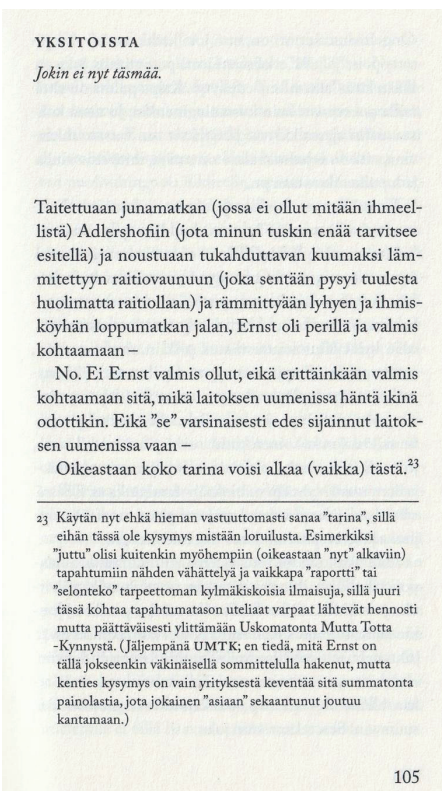 YKSITOISTA
Jokin ei nyt täsmää.
Taitettuaan junamatkan (jossa ei ollut mitään ihmeel-
listä) Adlershofiin (jota minun tuskin enää tarvitsee
esitellä) ja noustuaan tukahduttavan kuumaksi läm-
mitettyyn raitiovaunuun (joka sentään pysyi tuulesta
huolimatta raitiollaan) ja rämmittyään lyhyen ja ihmis-
köyhän loppumatkan jalan, Ernst oli perillä ja valmis
kohtaamaan –
No. Ei Ernst valmis ollut, eikä erittäinkään valmis
kohtaamaan sitä, mikä laitoksen uumenissa häntä ikinä
odottikin. Eikä ”se” varsinaisesti edes sijainnut laitok-
sen uumenissa vaan –
Oikeastaan koko tarina voisi alkaa (vaikka) tästä.²³
23 Käytän nyt ehkä hieman vastuuttomasti sanaa ”tarina”, sillä
eihän tässä ole kysymys mistään loruilusta. Esimerkiksi
”juttu” olisi kuitenkin myöhempiin (oikeastaan ”nyt” alkaviin)
tapahtumiin nähden vähättelyä ja vaikkapa ”raportti” tai
”selonteko” tarpeettoman kylmäkiskoisia ilmaisuja, sillä juuri
tässä kohtaa tapahtumatason uteliaat varpaat lähtevät hennosti
mutta päättäväisesti ylittämään Uskomatonta Mutta Totta
-Kynnystä. (Jäljempänä UMTK; en tiedä, mitä Ernst on
tällä jokseenkin väkinäisellä sommittelulla hakenut, mutta
kenties kysymys on vain yrityksestä keventää sitä summatonta
painolastia, jota jokainen ”asiaan” sekaantunut joutuu
kantamaan.)
105